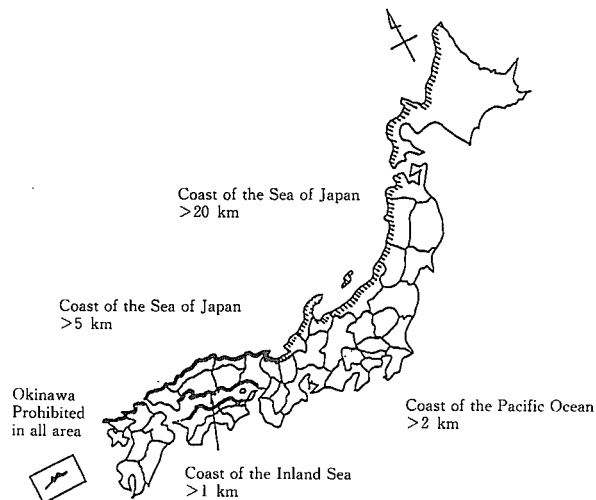 Coast of the Sea of Japan
>20 km
Coast of the Sea of Japan
>5 km
Okinawa
Prohibited
in all area
Coast of the Pacific Ocean
>2 km
Coast of the Inland Sea
>1 km